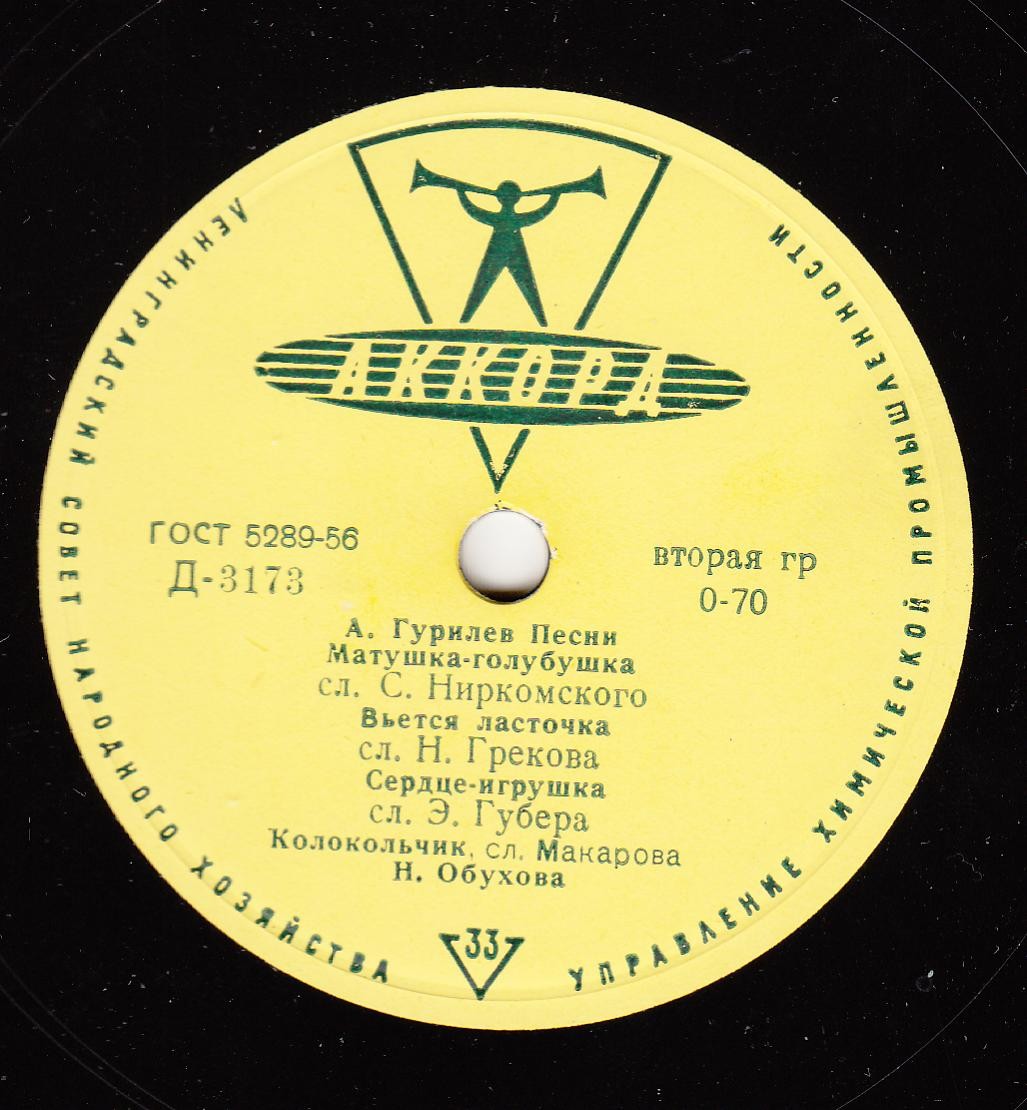 ЛЕНИНГРАДСКИЙ СОВЕТ НАРОДНОГО ХОЗЯЙСТВА
УПРАВЛЕНИЕ ХИМИЧЕСКОЙ ПРОМЫШЛЕННОСТИ
АККОРД
ГОСТ 5289-56
Д-3173
вторая гр
0-70
А. Гурилев Песни
Матушка-голубушка
сл. С. Ниркомского
Вьется ласточка
сл. Н. Грекова
Сердце-игрушка
сл. Э. Губера
Колокольчик, сл. Макарова
Н. Обухова
33